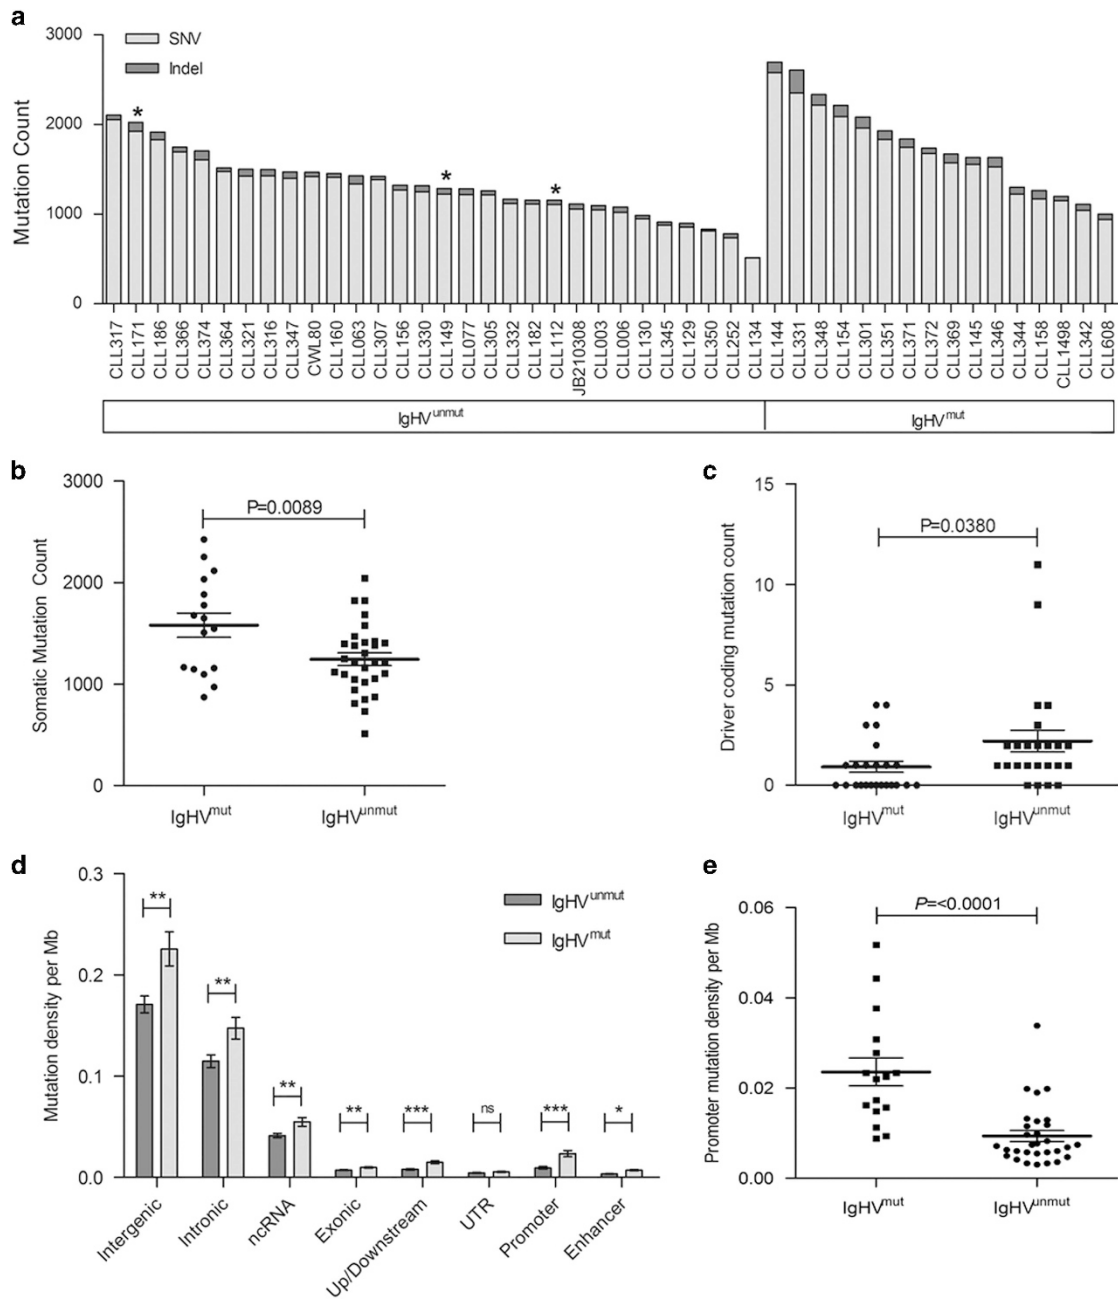 a
3000
2000
1000
0
Mutation Count
SNV
Indel
*
*
*
CLL317
CLL171
CLL186
CLL366
CLL374
CLL364
CLL321
CLL316
CLL347
CWL80
CLL160
CLL063
CLL307
CLL156
CLL330
CLL149
CLL077
CLL305
CLL332
CLL182
CLL112
JB210308
CLL003
CLL006
CLL130
CLL345
CLL129
CLL350
CLL252
CLL134
CLL144
CLL331
CLL348
CLL154
CLL301
CLL351
CLL371
CLL372
CLL369
CLL145
CLL346
CLL344
CLL158
CLL1498
CLL342
CLL608
IgHVunmut
IgHVmut
b
3000
2000
1000
0
Somatic Mutation Count
P=0.0089
IgHVmut
IgHVunmut
c
15
10
5
0
Driver coding mutation count
P=0.0380
IgHVmut
IgHVunmut
d
0.3
0.2
0.1
0.0
Mutation density per Mb
IgHVunmut
IgHVmut
**
**
**
**
***
ns
***
*
Intergenic
Intronic
ncRNA
Exonic
Up/Downstream
UTR
Promoter
Enhancer
e
0.06
0.04
0.02
0.00
Promoter mutation density per Mb
P=<0.0001
IgHVmut
IgHVunmut